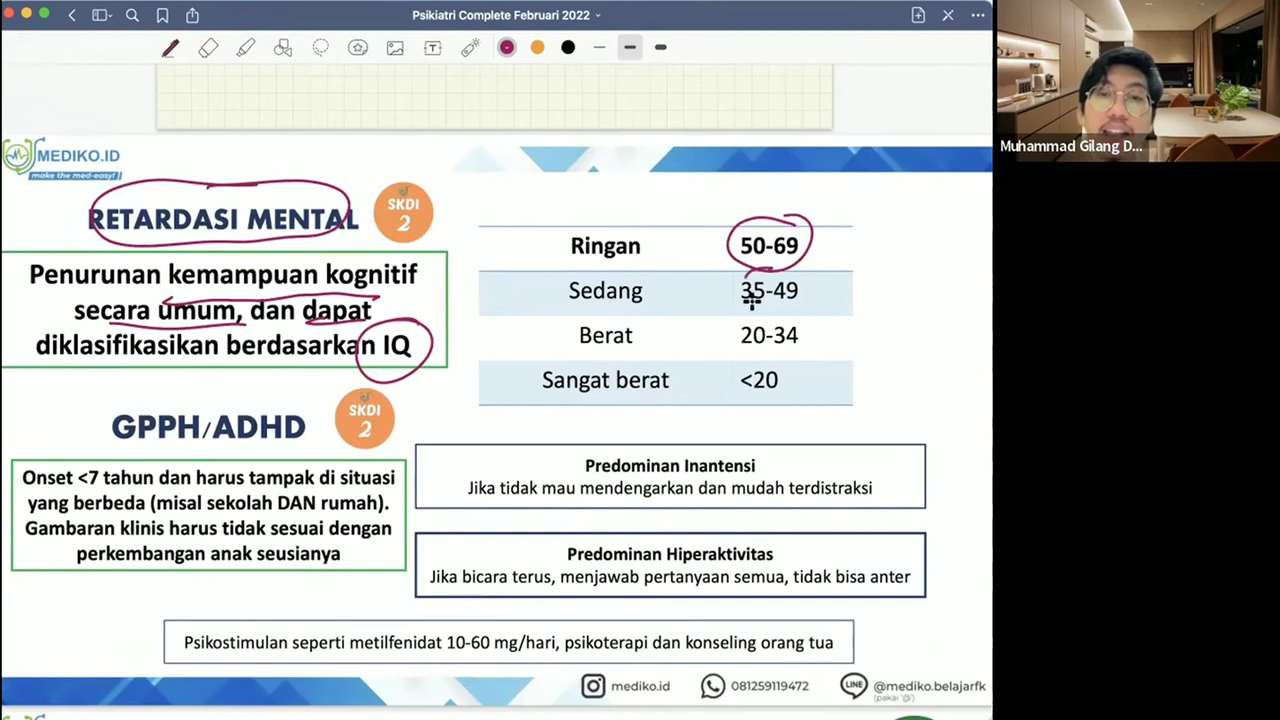 Psikiatri Complete Februari 2022
MEDIKO.ID
make the med-easy!
RETARDASI MENTAL
SKDI
2
Penurunan kemampuan kognitif
secara umum, dan dapat
diklasifikasikan berdasarkan IQ
Ringan 50-69
Sedang 35-49
Berat 20-34
Sangat berat <20
GPPH/ADHD
SKDI
2
Onset <7 tahun dan harus tampak di situasi
yang berbeda (misal sekolah DAN rumah).
Gambaran klinis harus tidak sesuai dengan
perkembangan anak seusianya
Predominan Inantensi
Jika tidak mau mendengarkan dan mudah terdistraksi
Predominan Hiperaktivitas
Jika bicara terus, menjawab pertanyaan semua, tidak bisa anter
Psikostimulan seperti metilfenidat 10-60 mg/hari, psikoterapi dan konseling orang tua
mediko.id
081259119472
LINE
@mediko.belajarfk
(pakai '@')
Muhammad Gilang D...